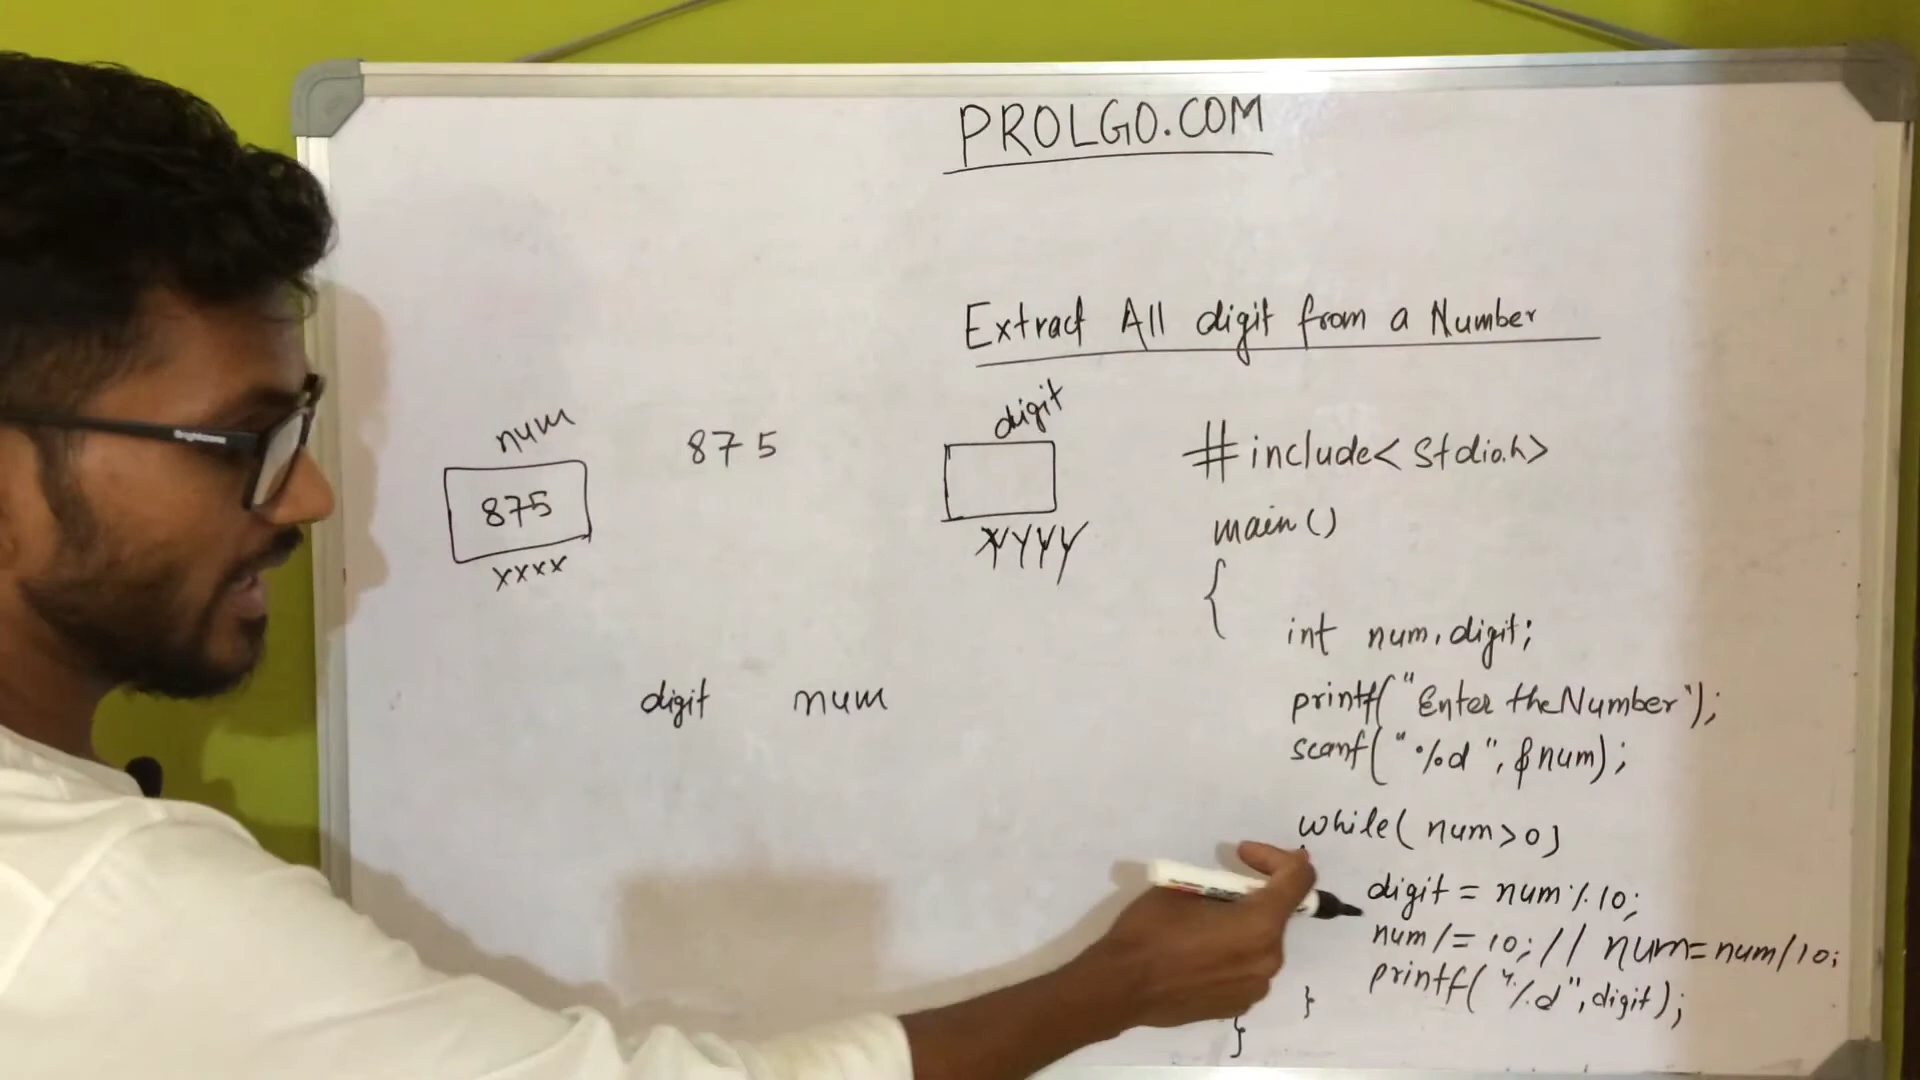 PROLGO.COM
Extract All digit from a Number
num
875
875
xxxx
digit
XYYY
digit num
#include<stdio.h>
main()
{
int num, digit;
printf("Enter the Number");
scanf("%d",&num);
while(num>0)
digit = num%10;
num/=10; // num=num/10;
printf("%d",digit);
}
}